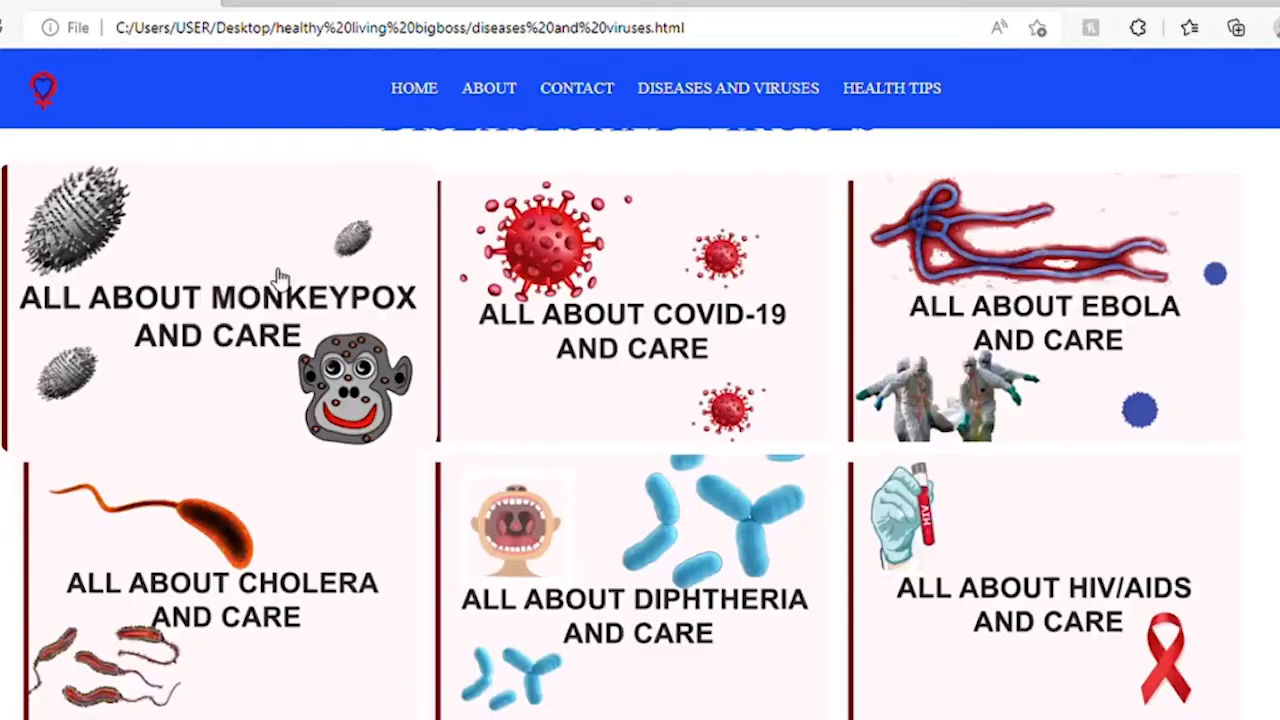 File
C:/Users/USER/Desktop/healthy%20living%20bigboss/diseases%20and%20viruses.html
HOME
ABOUT
CONTACT
DISEASES AND VIRUSES
HEALTH TIPS
ALL ABOUT MONKEYPOX
AND CARE
ALL ABOUT COVID-19
AND CARE
ALL ABOUT EBOLA
AND CARE
ALL ABOUT CHOLERA
AND CARE
ALL ABOUT DIPHTHERIA
AND CARE
HIV
ALL ABOUT HIV/AIDS
AND CARE